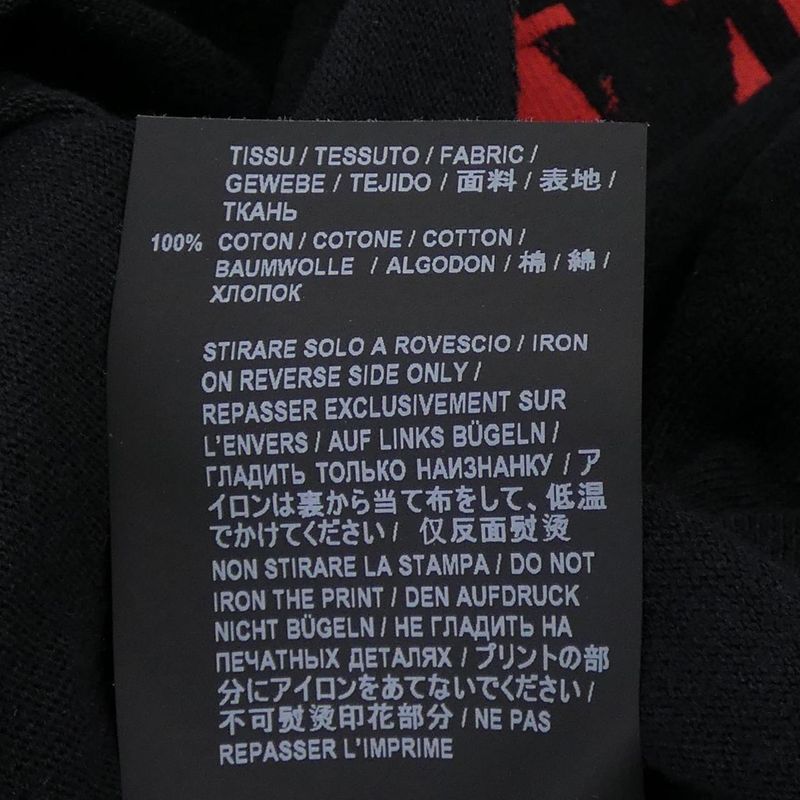 TISSU / TESSUTO / FABRIC /
GEWEBE / TEJIDO / 面料 / 表地 /
ТКАНЬ
100% COTON / COTONE / COTTON /
BAUMWOLLE / ALGODON / 棉 / 綿 /
ХЛОПОК
STIRARE SOLO A ROVESCIO / IRON
ON REVERSE SIDE ONLY /
REPASSER EXCLUSIVEMENT SUR
L'ENVERS / AUF LINKS BÜGELN /
ГЛАДИТЬ ТОЛЬКО НАИЗНАНКУ / ア
イロンは裏から当て布をして、低温
でかけてください / 仅反面熨烫
NON STIRARE LA STAMPA / DO NOT
IRON THE PRINT / DEN AUFDRUCK
NICHT BÜGELN / НЕ ГЛАДИТЬ НА
ПЕЧАТНЫХ ДЕТАЛЯХ / プリントの部
分にアイロンをあてないでください /
不可熨烫印花部分 / NE PAS
REPASSER L'IMPRIME